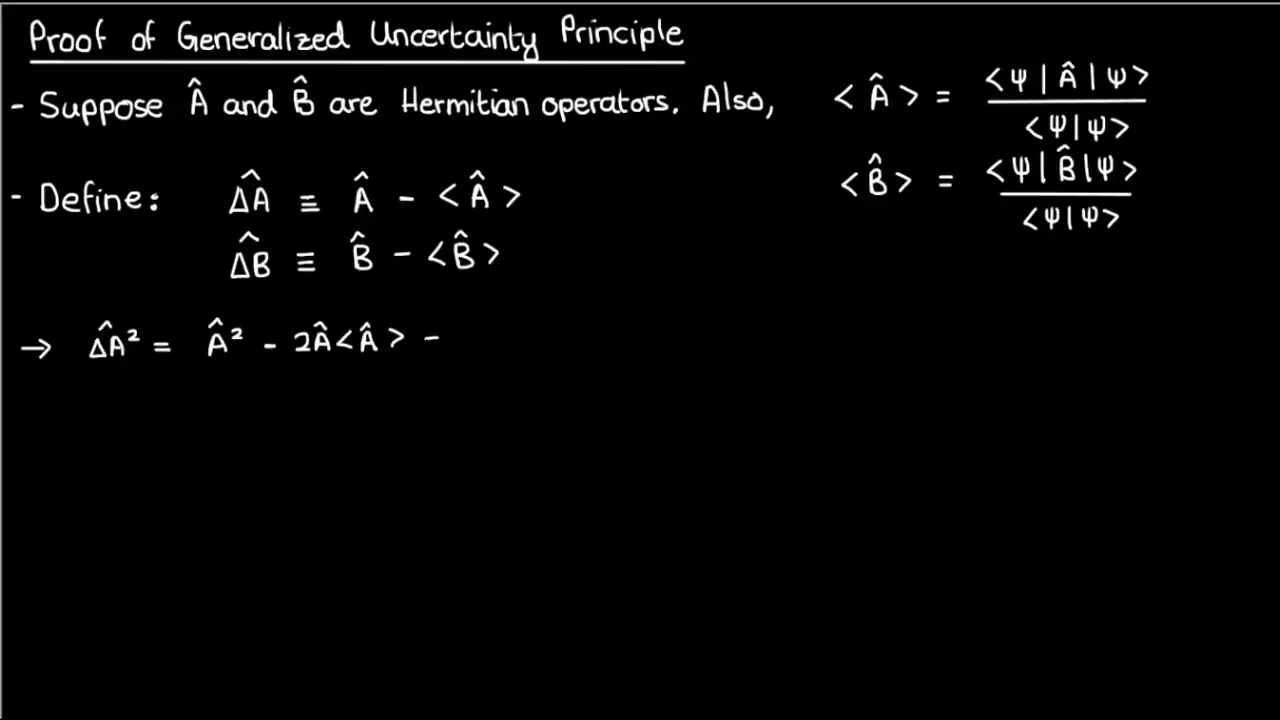 Proof of Generalized Uncertainty Principle
- Suppose Â and B̂ are Hermitian operators. Also,
<Â> = <Ψ|Â|Ψ> / <Ψ|Ψ>
<B̂> = <Ψ|B̂|Ψ> / <Ψ|Ψ>
- Define: ΔÂ ≡ Â - <Â>
ΔB̂ ≡ B̂ - <B̂>
→ ΔÂ² = Â² - 2Â<Â> -